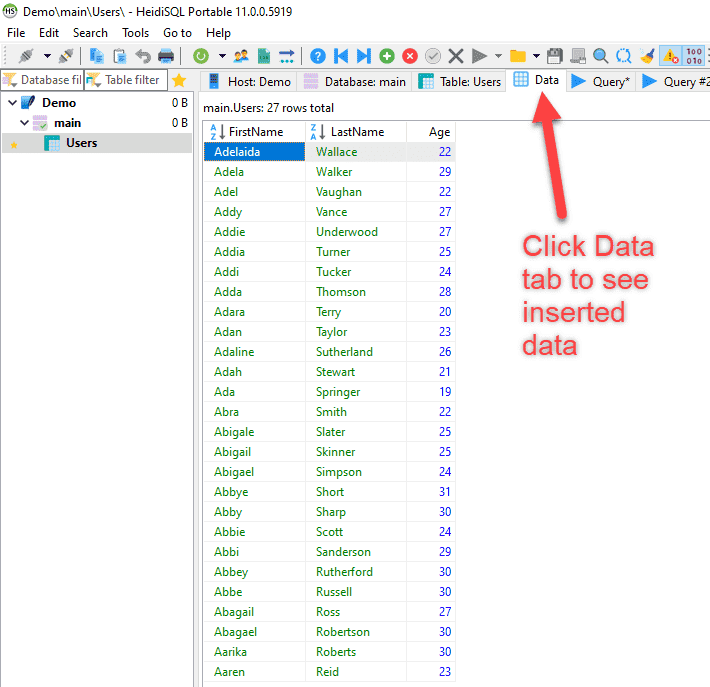 Demo\main\Users\ - HeidiSQL Portable 11.0.0.5919
File Edit Search Tools Go to Help
Database fil Table filter Host: Demo Database: main Table: Users Data Query* Query #2
Demo 0 B
main 0 B
Users
main.Users: 27 rows total
FirstName LastName Age
Adelaida Wallace 22
Adela Walker 29
Adel Vaughan 22
Addy Vance 27
Addie Underwood 27
Addia Turner 25
Addi Tucker 24
Adda Thomson 28
Adara Terry 20
Adan Taylor 23
Adaline Sutherland 26
Adah Stewart 21
Ada Springer 19
Abra Smith 22
Abigale Slater 25
Abigail Skinner 25
Abigael Simpson 24
Abbye Short 31
Abby Sharp 30
Abbie Scott 24
Abbi Sanderson 29
Abbey Rutherford 30
Abbe Russell 30
Abagail Ross 27
Abagael Robertson 30
Aarika Roberts 30
Aaren Reid 23
Click Data
tab to see
inserted
data